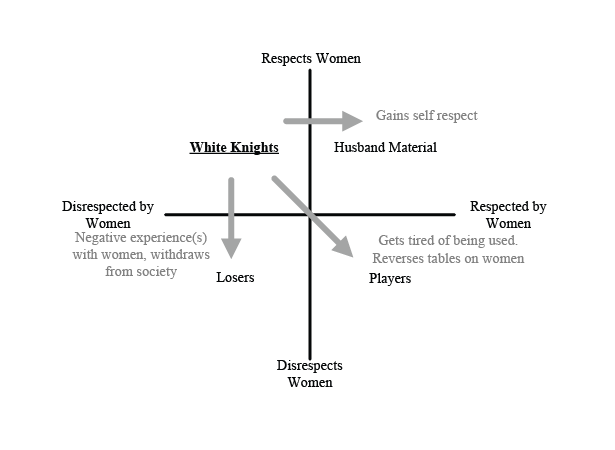 Respects Women
Gains self respect
White Knights
Husband Material
Disrespected by
Women
Respected by
Women
Negative experience(s)
with women, withdraws
from society
Gets tired of being used.
Reverses tables on women
Losers
Players
Disrespects
Women